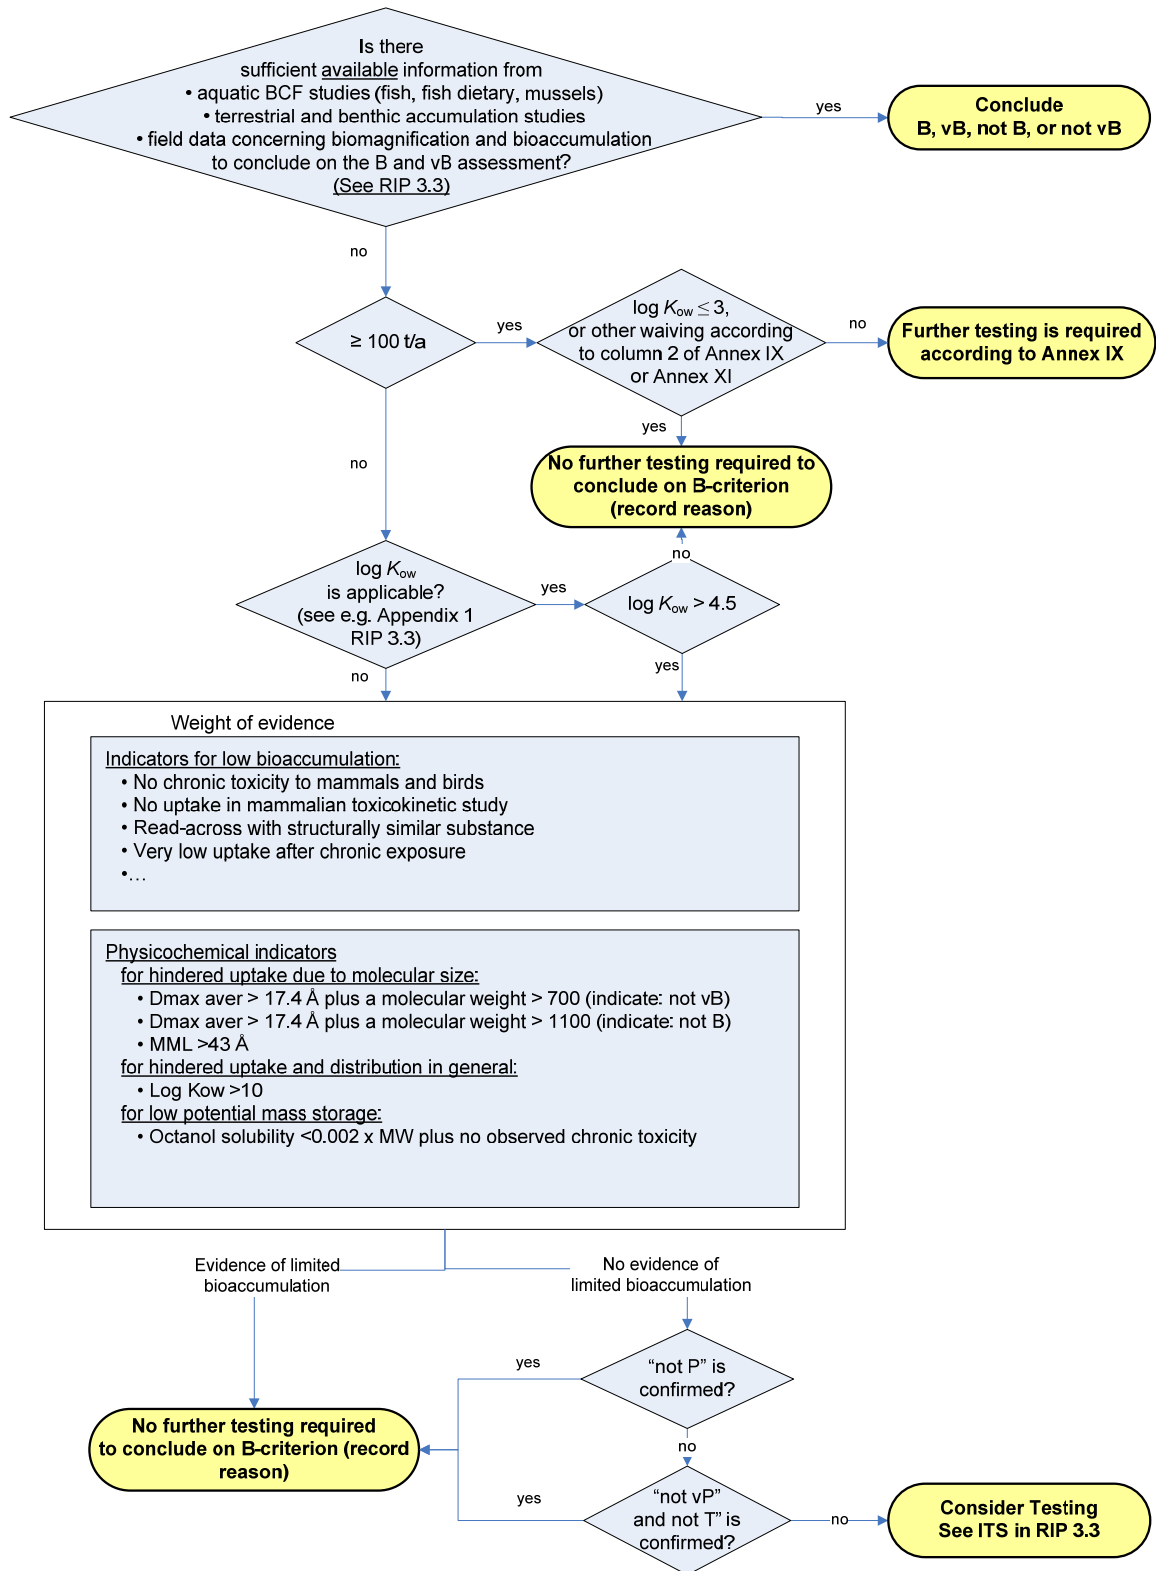 Is there
sufficient available information from
• aquatic BCF studies (fish, fish dietary, mussels)
• terrestrial and benthic accumulation studies
• field data concerning biomagnification and bioaccumulation
to conclude on the B and vB assessment?
(See RIP 3.3)
yes
Conclude
B, vB, not B, or not vB
no
≥ 100 t/a
yes
log Kow ≤ 3,
or other waiving according
to column 2 of Annex IX
or Annex XI
no
Further testing is required
according to Annex IX
yes
No further testing required to
conclude on B-criterion
(record reason)
no
no
log Kow
is applicable?
(see e.g. Appendix 1
RIP 3.3)
yes
log Kow > 4.5
no
yes
Weight of evidence
Indicators for low bioaccumulation:
• No chronic toxicity to mammals and birds
• No uptake in mammalian toxicokinetic study
• Read-across with structurally similar substance
• Very low uptake after chronic exposure
•…
Physicochemical indicators
for hindered uptake due to molecular size:
• Dmax aver > 17.4 Å plus a molecular weight > 700 (indicate: not vB)
• Dmax aver > 17.4 Å plus a molecular weight > 1100 (indicate: not B)
• MML >43 Å
for hindered uptake and distribution in general:
• Log Kow >10
for low potential mass storage:
• Octanol solubility <0.002 x MW plus no observed chronic toxicity
Evidence of limited
bioaccumulation
No evidence of
limited bioaccumulation
yes
“not P” is
confirmed?
No further testing required
to conclude on B-criterion (record
reason)
no
yes
“not vP”
and not T” is
confirmed?
no
Consider Testing
See ITS in RIP 3.3